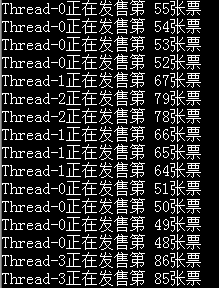 Thread-0正在发售第 55张票
Thread-0正在发售第 54张票
Thread-0正在发售第 53张票
Thread-0正在发售第 52张票
Thread-1正在发售第 67张票
Thread-2正在发售第 79张票
Thread-2正在发售第 78张票
Thread-1正在发售第 66张票
Thread-1正在发售第 65张票
Thread-1正在发售第 64张票
Thread-0正在发售第 51张票
Thread-0正在发售第 50张票
Thread-0正在发售第 49张票
Thread-0正在发售第 48张票
Thread-3正在发售第 86张票
Thread-3正在发售第 85张票